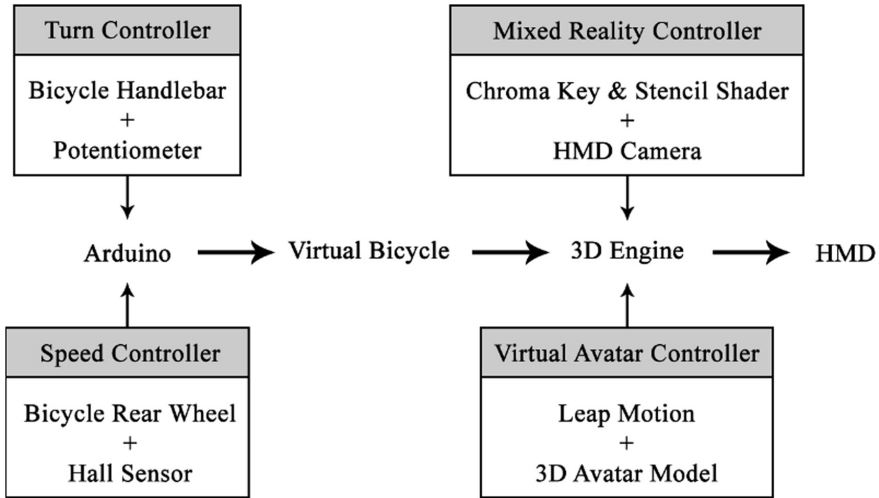 Turn Controller
Bicycle Handlebar
+
Potentiometer
Mixed Reality Controller
Chroma Key & Stencil Shader
+
HMD Camera
Arduino
Virtual Bicycle
3D Engine
HMD
Speed Controller
Bicycle Rear Wheel
+
Hall Sensor
Virtual Avatar Controller
Leap Motion
+
3D Avatar Model